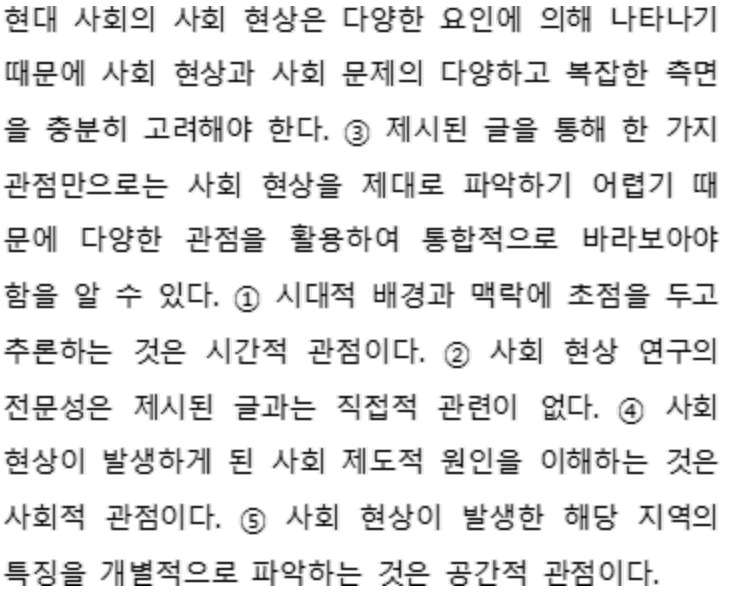 현대 사회의 사회 현상은 다양한 요인에 의해 나타나기
때문에 사회 현상과 사회 문제의 다양하고 복잡한 측면
을 충분히 고려해야 한다. ③ 제시된 글을 통해 한 가지
관점만으로는 사회 현상을 제대로 파악하기 어렵기 때
문에 다양한 관점을 활용하여 통합적으로 바라보아야
함을 알 수 있다. ① 시대적 배경과 맥락에 초점을 두고
추론하는 것은 시간적 관점이다. ② 사회 현상 연구의
전문성은 제시된 글과는 직접적 관련이 없다. ④ 사회
현상이 발생하게 된 사회 제도적 원인을 이해하는 것은
사회적 관점이다. ⑤ 사회 현상이 발생한 해당 지역의
특징을 개별적으로 파악하는 것은 공간적 관점이다.